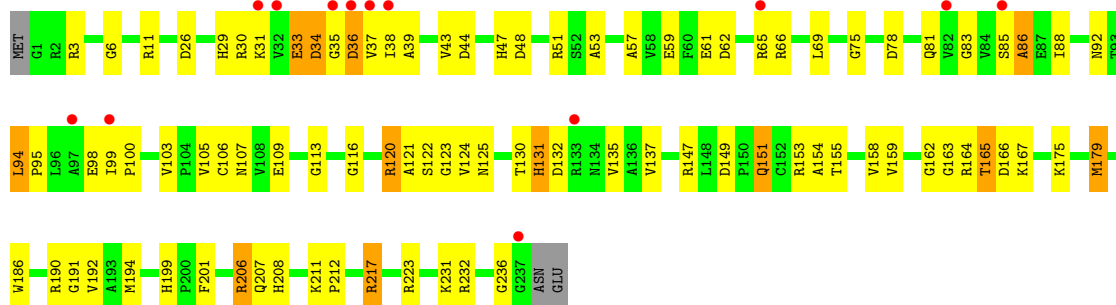 MET G1 R2 R3 G6 R11 D26 H29 R30 K31 V32 E33 D34 G35 D36 V37 I38 A39 V43 D44 H47 D48 R51 S52 A53 A57 V58 E59 F60 E61 D62 R65 R66 L69 G75 D78 Q81 V82 G83 V84 S85 A86 E87 I88 N92 T93
L94 P95 L96 A97 E98 I99 P100 V103 P104 V105 C106 N107 V108 E109 G113 G116 R120 A121 S122 G123 V124 N125 T130 H131 D132 R133 N134 V135 A136 V137 R147 L148 D149 P150 Q151 C152 R153 A154 T155 V158 V159 G162 G163 R164 T165 D166 K167 K175 M179
W186 R190 G191 V192 A193 M194 H199 P200 F201 R206 Q207 H208 K211 P212 R217 R223 K231 R232 G236 G237 ASN GLU